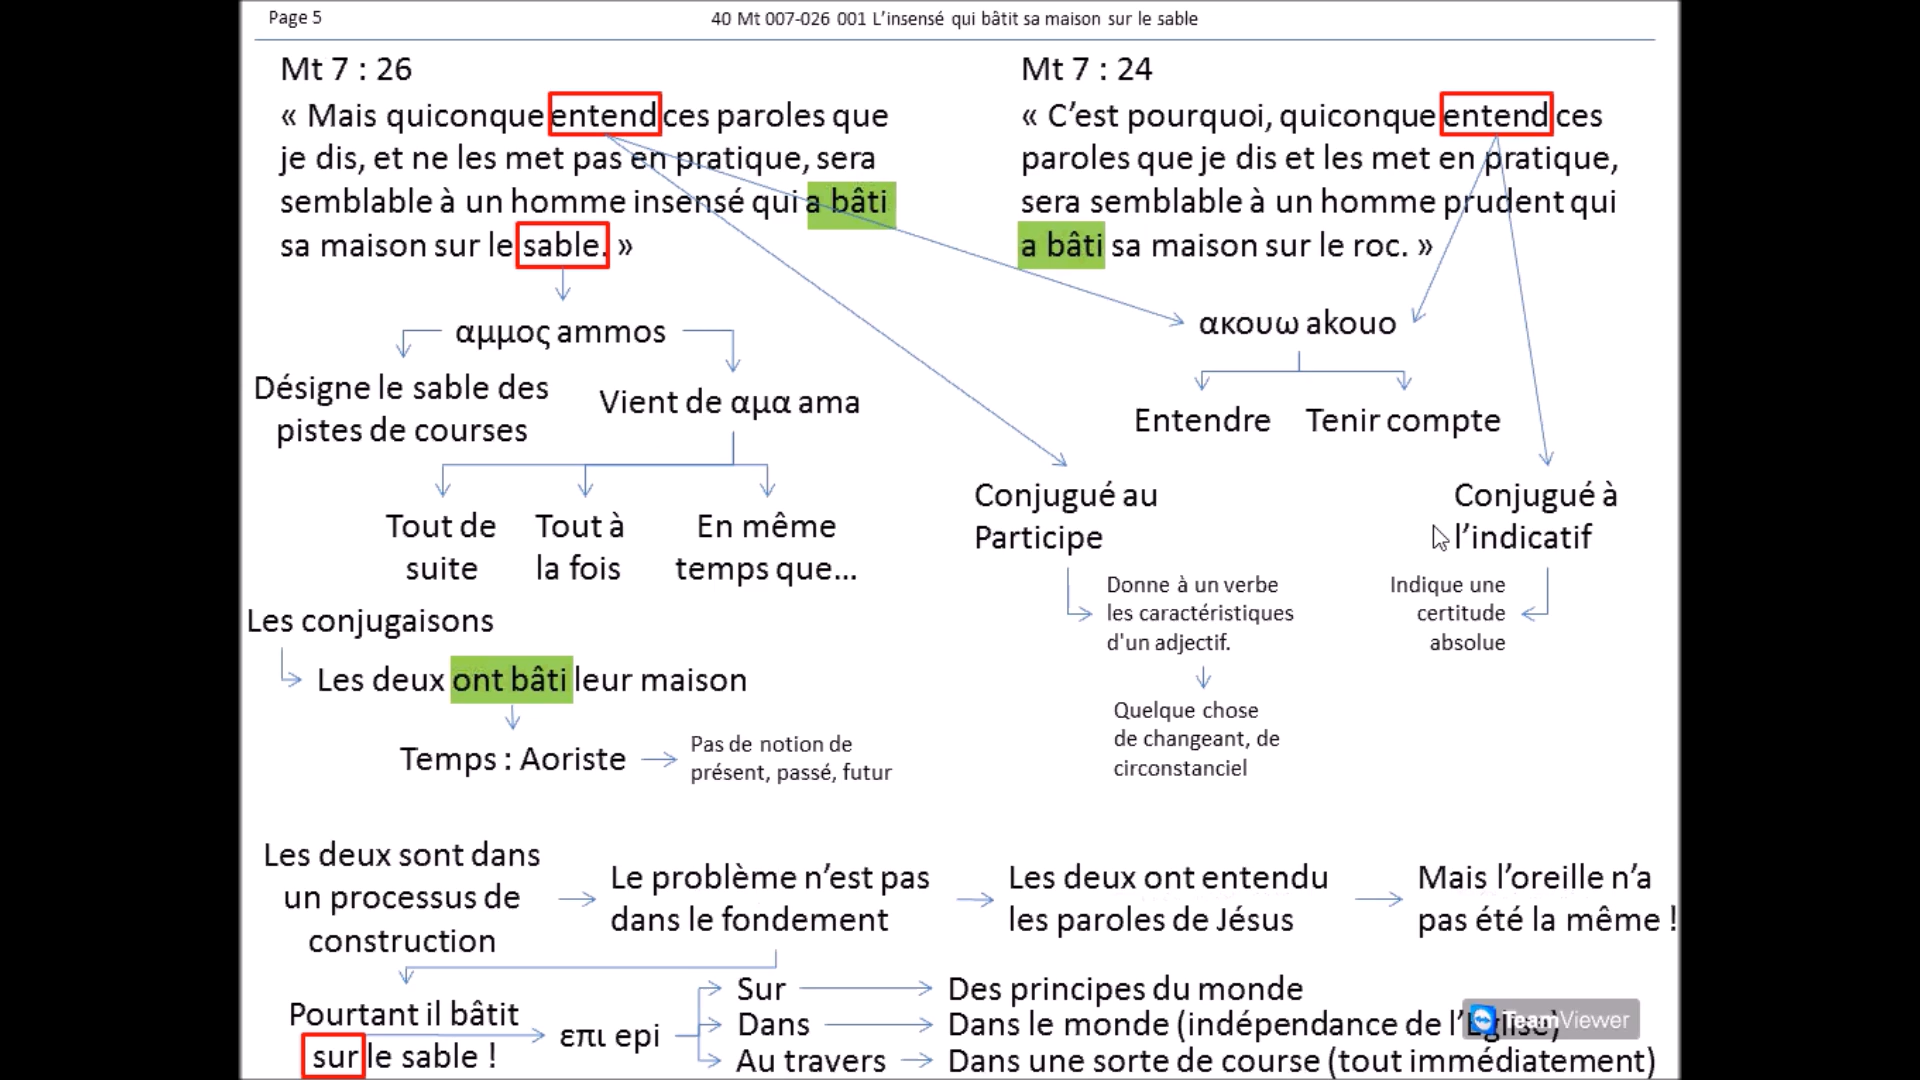 Page 5
40 Mt 007-026 001 L’insensé qui bâtit sa maison sur le sable
Mt 7 : 26
« Mais quiconque entend ces paroles que
je dis, et ne les met pas en pratique, sera
semblable à un homme insensé qui a bâti
sa maison sur le sable. »
Mt 7 : 24
« C’est pourquoi, quiconque entend ces
paroles que je dis et les met en pratique,
sera semblable à un homme prudent qui
a bâti sa maison sur le roc. »
αμμος ammos
Désigne le sable des
pistes de courses
Vient de αμα ama
Tout de
suite
Tout à
la fois
En même
temps que...
ακουω akouo
Entendre
Tenir compte
Conjugué au
Participe
Donne à un verbe
les caractéristiques
d'un adjectif.
Quelque chose
de changeant, de
circonstanciel
Conjugué à
l’indicatif
Indique une
certitude
absolue
Les conjugaisons
Les deux ont bâti leur maison
Temps : Aoriste
Pas de notion de
présent, passé, futur
Les deux sont dans
un processus de
construction
Le problème n’est pas
dans le fondement
Les deux ont entendu
les paroles de Jésus
Mais l’oreille n’a
pas été la même !
Pourtant il bâtit
sur le sable !
επι epi
Sur
Des principes du monde
Dans
Dans le monde (indépendance de l’Eglise)
Au travers
Dans une sorte de course (tout immédiatement)
TeamViewer